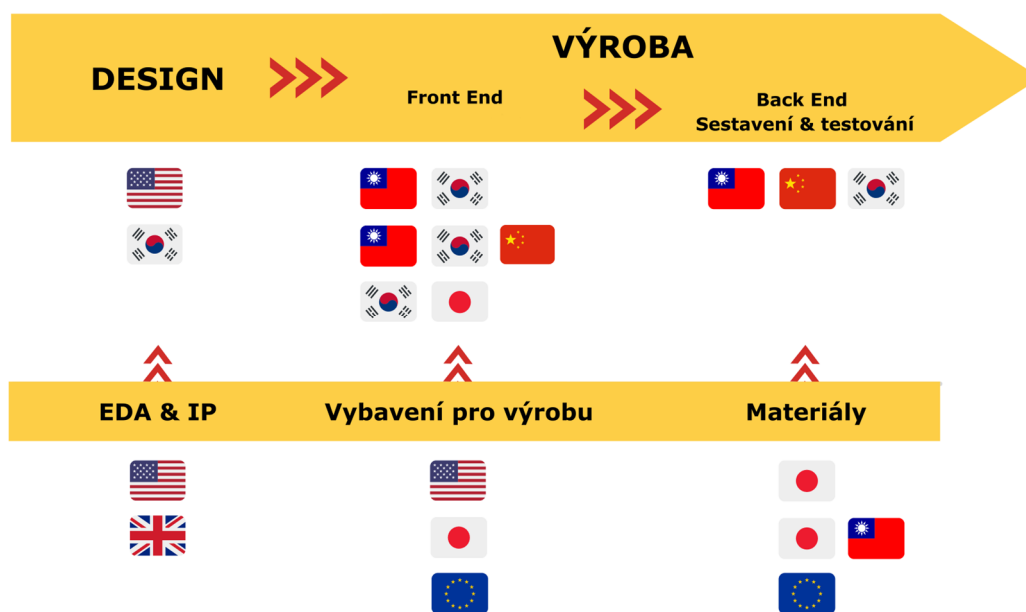 DESIGN
VÝROBA
Front End
Back End
Sestavení & testování
EDA & IP
Vybavení pro výrobu
Materiály